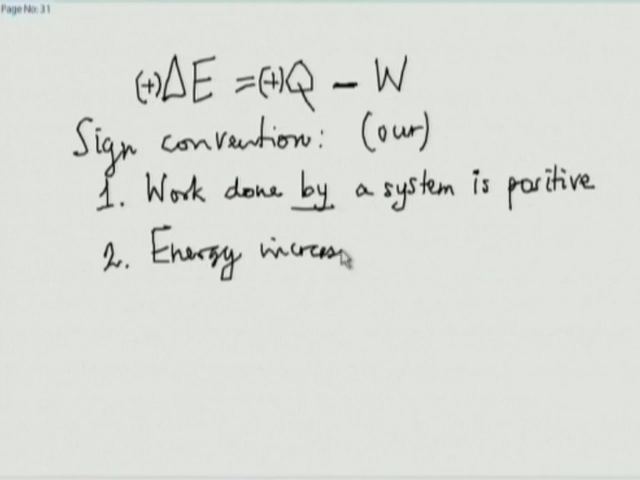 Page No: 31
(+)ΔE = (+)Q - W
Sign convention: (our)
1. Work done by a system is positive
2. Energy increas